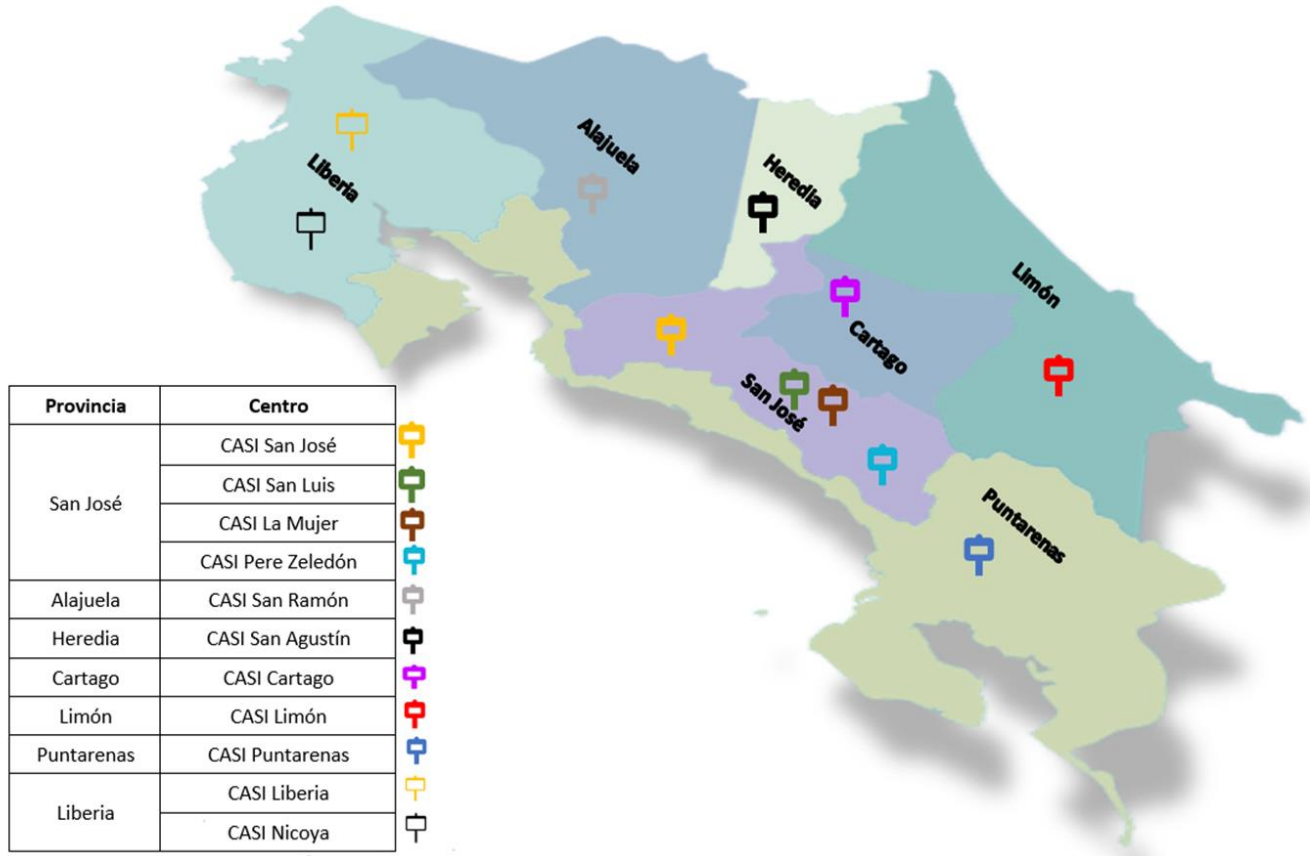 Alajuela
Heredia
Liberia
Limón
Cartago
San José
Puntarenas
Provincia Centro
San José
CASI San José
CASI San Luis
CASI La Mujer
CASI Pere Zeledón
Alajuela CASI San Ramón
Heredia CASI San Agustín
Cartago CASI Cartago
Limón CASI Limón
Puntarenas CASI Puntarenas
Liberia
CASI Liberia
CASI Nicoya